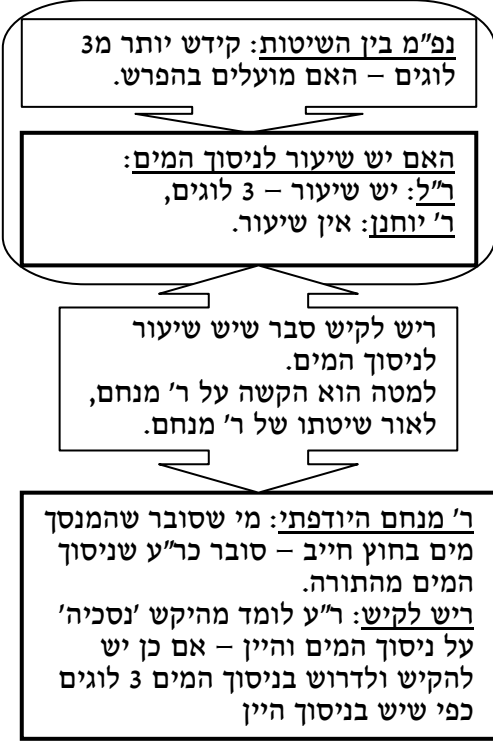 נפ"מ בין השיטות: קידש יותר מ3
לוגים – האם מועלים בהפרש.
האם יש שיעור לניסוך המים:
ר"ל: יש שיעור – 3 לוגים,
ר' יוחנן: אין שיעור.
ריש לקיש סבר שיש שיעור
לניסוך המים.
למטה הוא הקשה על ר' מנחם,
לאור שיטתו של ר' מנחם.
ר' מנחם היודפתי: מי שסובר שהמנסך
מים בחוץ חייב – סובר כר"ע שניסוך
המים מהתורה.
ריש לקיש: ר"ע לומד מהיקש 'נסכיה'
על ניסוך המים והיין – אם כן יש
להקיש ולדרוש בניסוך המים 3 לוגים
כפי שיש בניסוך היין